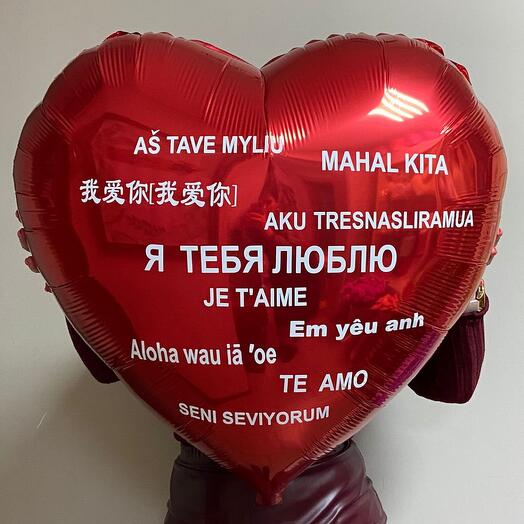 AŠ TAVE MYLIU
MAHAL KITA
我爱你[我爱你]
AKU TRESNASLIRAMUA
Я ТЕБЯ ЛЮБЛЮ
JE T'AIME
Em yêu anh
Aloha wau iā 'oe
TE AMO
SENI SEVIYORUM